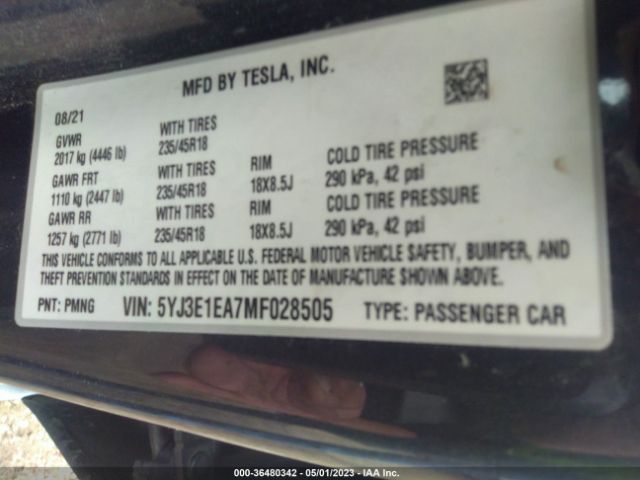 MFD BY TESLA, INC.
08/21
GVWR WITH TIRES
2017 kg (4446 lb) 235/45R18
GAWR FRT WITH TIRES RIM COLD TIRE PRESSURE
1110 kg (2447 lb) 235/45R18 18X8.5J 290 kPa, 42 psi
GAWR RR WITH TIRES RIM COLD TIRE PRESSURE
1257 kg (2771 lb) 235/45R18 18X8.5J 290 kPa, 42 psi
THIS VEHICLE CONFORMS TO ALL APPLICABLE U.S. FEDERAL MOTOR VEHICLE SAFETY, BUMPER, AND
THEFT PREVENTION STANDARDS IN EFFECT ON THE DATE OF MANUFACTURE SHOWN ABOVE.
PNT: PMNG VIN: 5YJ3E1EA7MF028505 TYPE: PASSENGER CAR
000-36480342 - 05/01/2023 - IAA Inc.